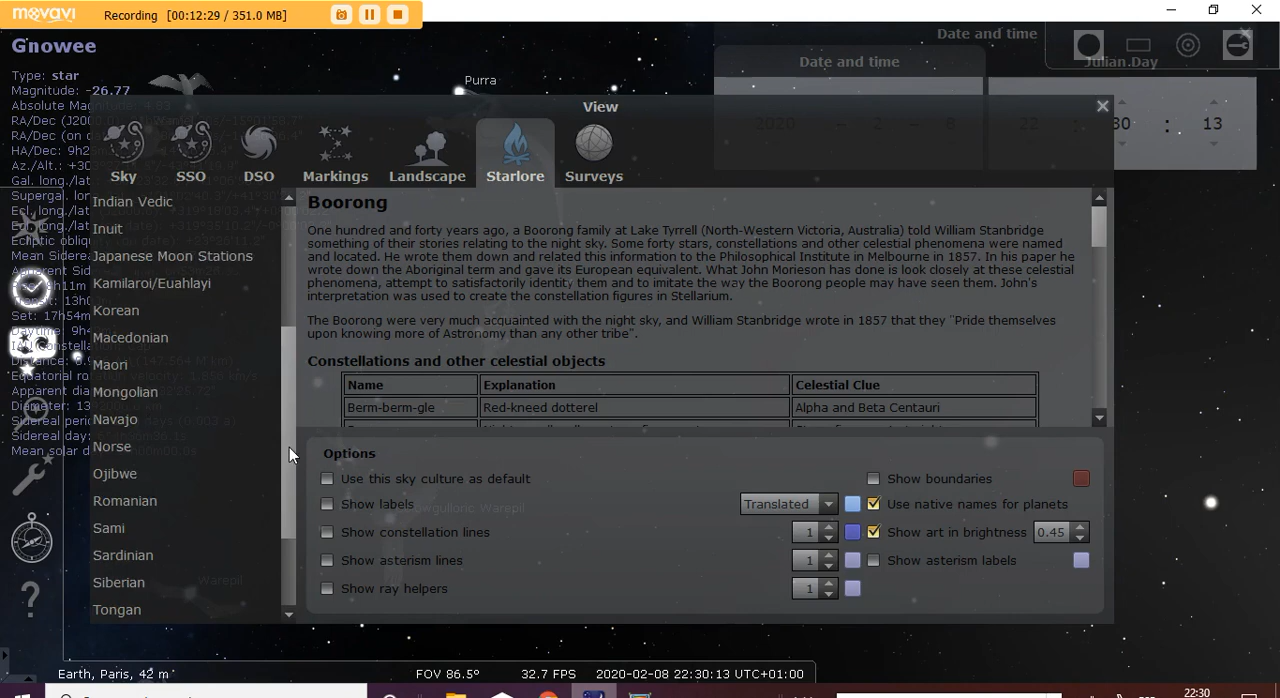 movavi
Recording [00:12:29 / 351.0 MB]
Gnowee
Type: star
Magnitude: -26.77
Purra
Date and time
Date and time
Julian Day
2020 - 2 - 8
22 : 30 : 13
View
Sky
SSO
DSO
Markings
Landscape
Starlore
Surveys
Indian Vedic
Inuit
Japanese Moon Stations
Kamilaroi/Euahlayi
Korean
Macedonian
Maori
Mongolian
Navajo
Norse
Ojibwe
Romanian
Sami
Sardinian
Siberian
Tongan
Boorong
One hundred and forty years ago, a Boorong family at Lake Tyrrell (North-Western Victoria, Australia) told William Stanbridge
something of their stories relating to the night sky. Some forty stars, constellations and other celestial phenomena were named
and located. He wrote them down and related this information to the Philosophical Institute in Melbourne in 1857. In his paper he
wrote down the Aboriginal term and gave its European equivalent. What John Morieson has done is look closely at these celestial
phenomena, attempt to satisfactorily identify them and to imitate the way the Boorong people may have seen them. John's
interpretation was used to create the constellation figures in Stellarium.
The Boorong were very much acquainted with the night sky, and William Stanbridge wrote in 1857 that they "Pride themselves
upon knowing more of Astronomy than any other tribe".
Constellations and other celestial objects
Name Explanation Celestial Clue
Berm-berm-gle Red-kneed dotterel Alpha and Beta Centauri
Options
Use this sky culture as default
Show labels
Translated
Show constellation lines
1
Show asterism lines
1
Show ray helpers
1
Show boundaries
Use native names for planets
Show art in brightness 0.45
Show asterism labels
Warepil
Earth, Paris, 42 m
FOV 86.5°
32.7 FPS
2020-02-08 22:30:13 UTC+01:00
22:30